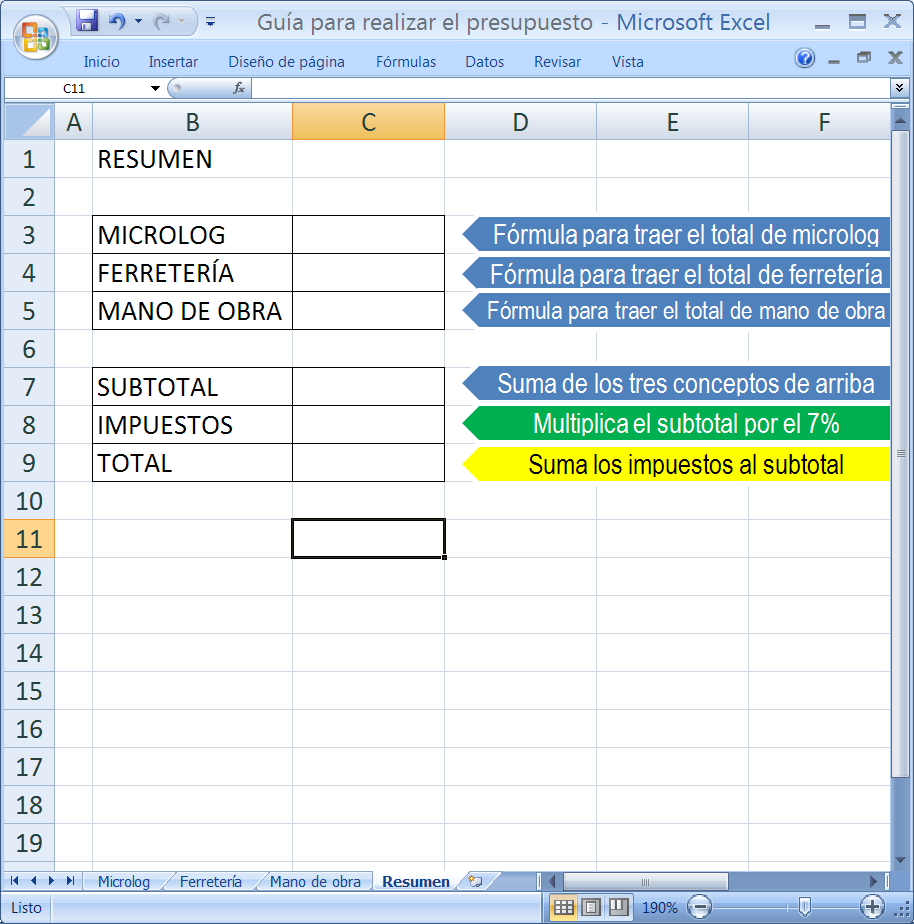 Guía para realizar el presupuesto - Microsoft Excel
Inicio Insertar Diseño de página Fórmulas Datos Revisar Vista
C11 fx
A B C D E F
1 RESUMEN
2
3 MICROLOG Fórmula para traer el total de microlog
4 FERRETERÍA Fórmula para traer el total de ferretería
5 MANO DE OBRA Fórmula para traer el total de mano de obra
6
7 SUBTOTAL Suma de los tres conceptos de arriba
8 IMPUESTOS Multiplica el subtotal por el 7%
9 TOTAL Suma los impuestos al subtotal
10
11
12
13
14
15
16
17
18
19
Microlog Ferretería Mano de obra Resumen
Listo 190%